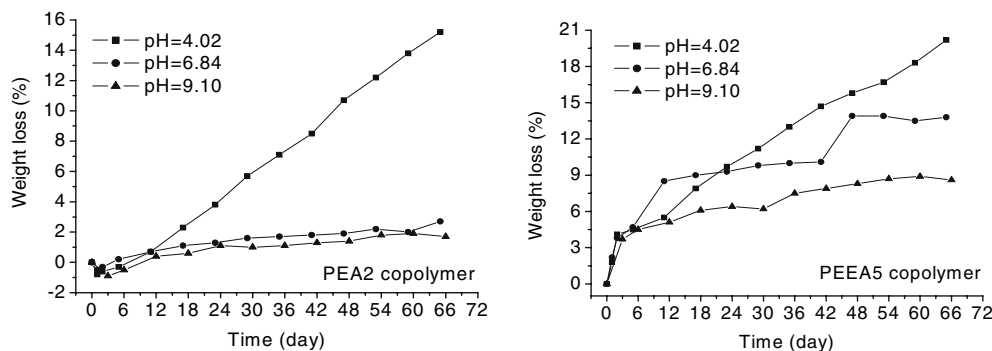 16
14
12
10
8
6
4
2
0
-2
Weight loss (%)
pH=4.02
pH=6.84
pH=9.10
PEA2 copolymer
0 6 12 18 24 30 36 42 48 54 60 66 72
Time (day)
21
18
15
12
9
6
3
0
Weight loss (%)
pH=4.02
pH=6.84
pH=9.10
PEEA5 copolymer
0 6 12 18 24 30 36 42 48 54 60 66 72
Time (day)